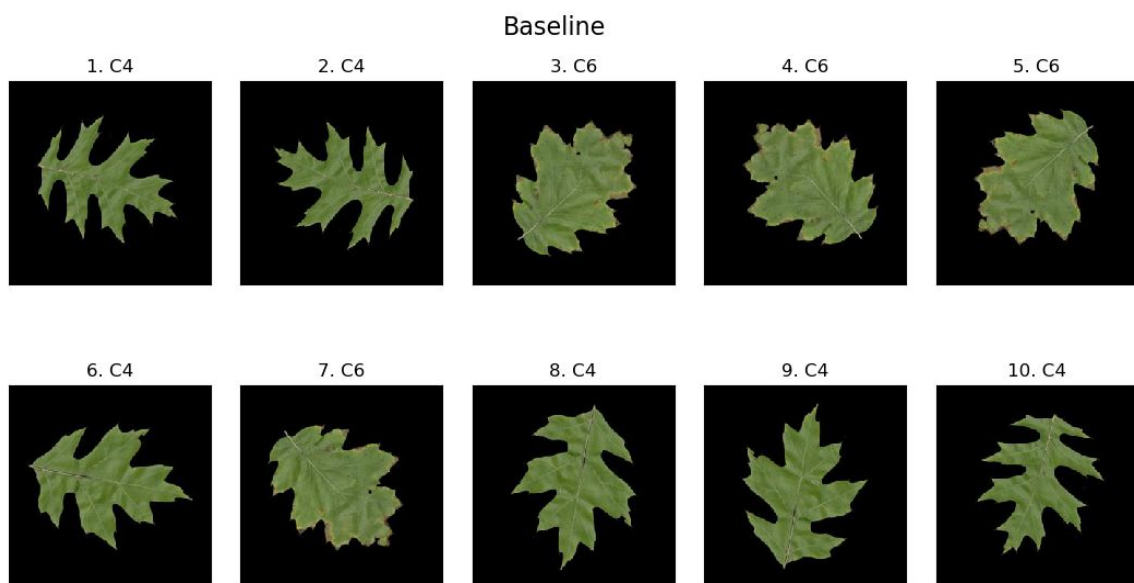 Baseline
1. C4
2. C4
3. C6
4. C6
5. C6
6. C4
7. C6
8. C4
9. C4
10. C4